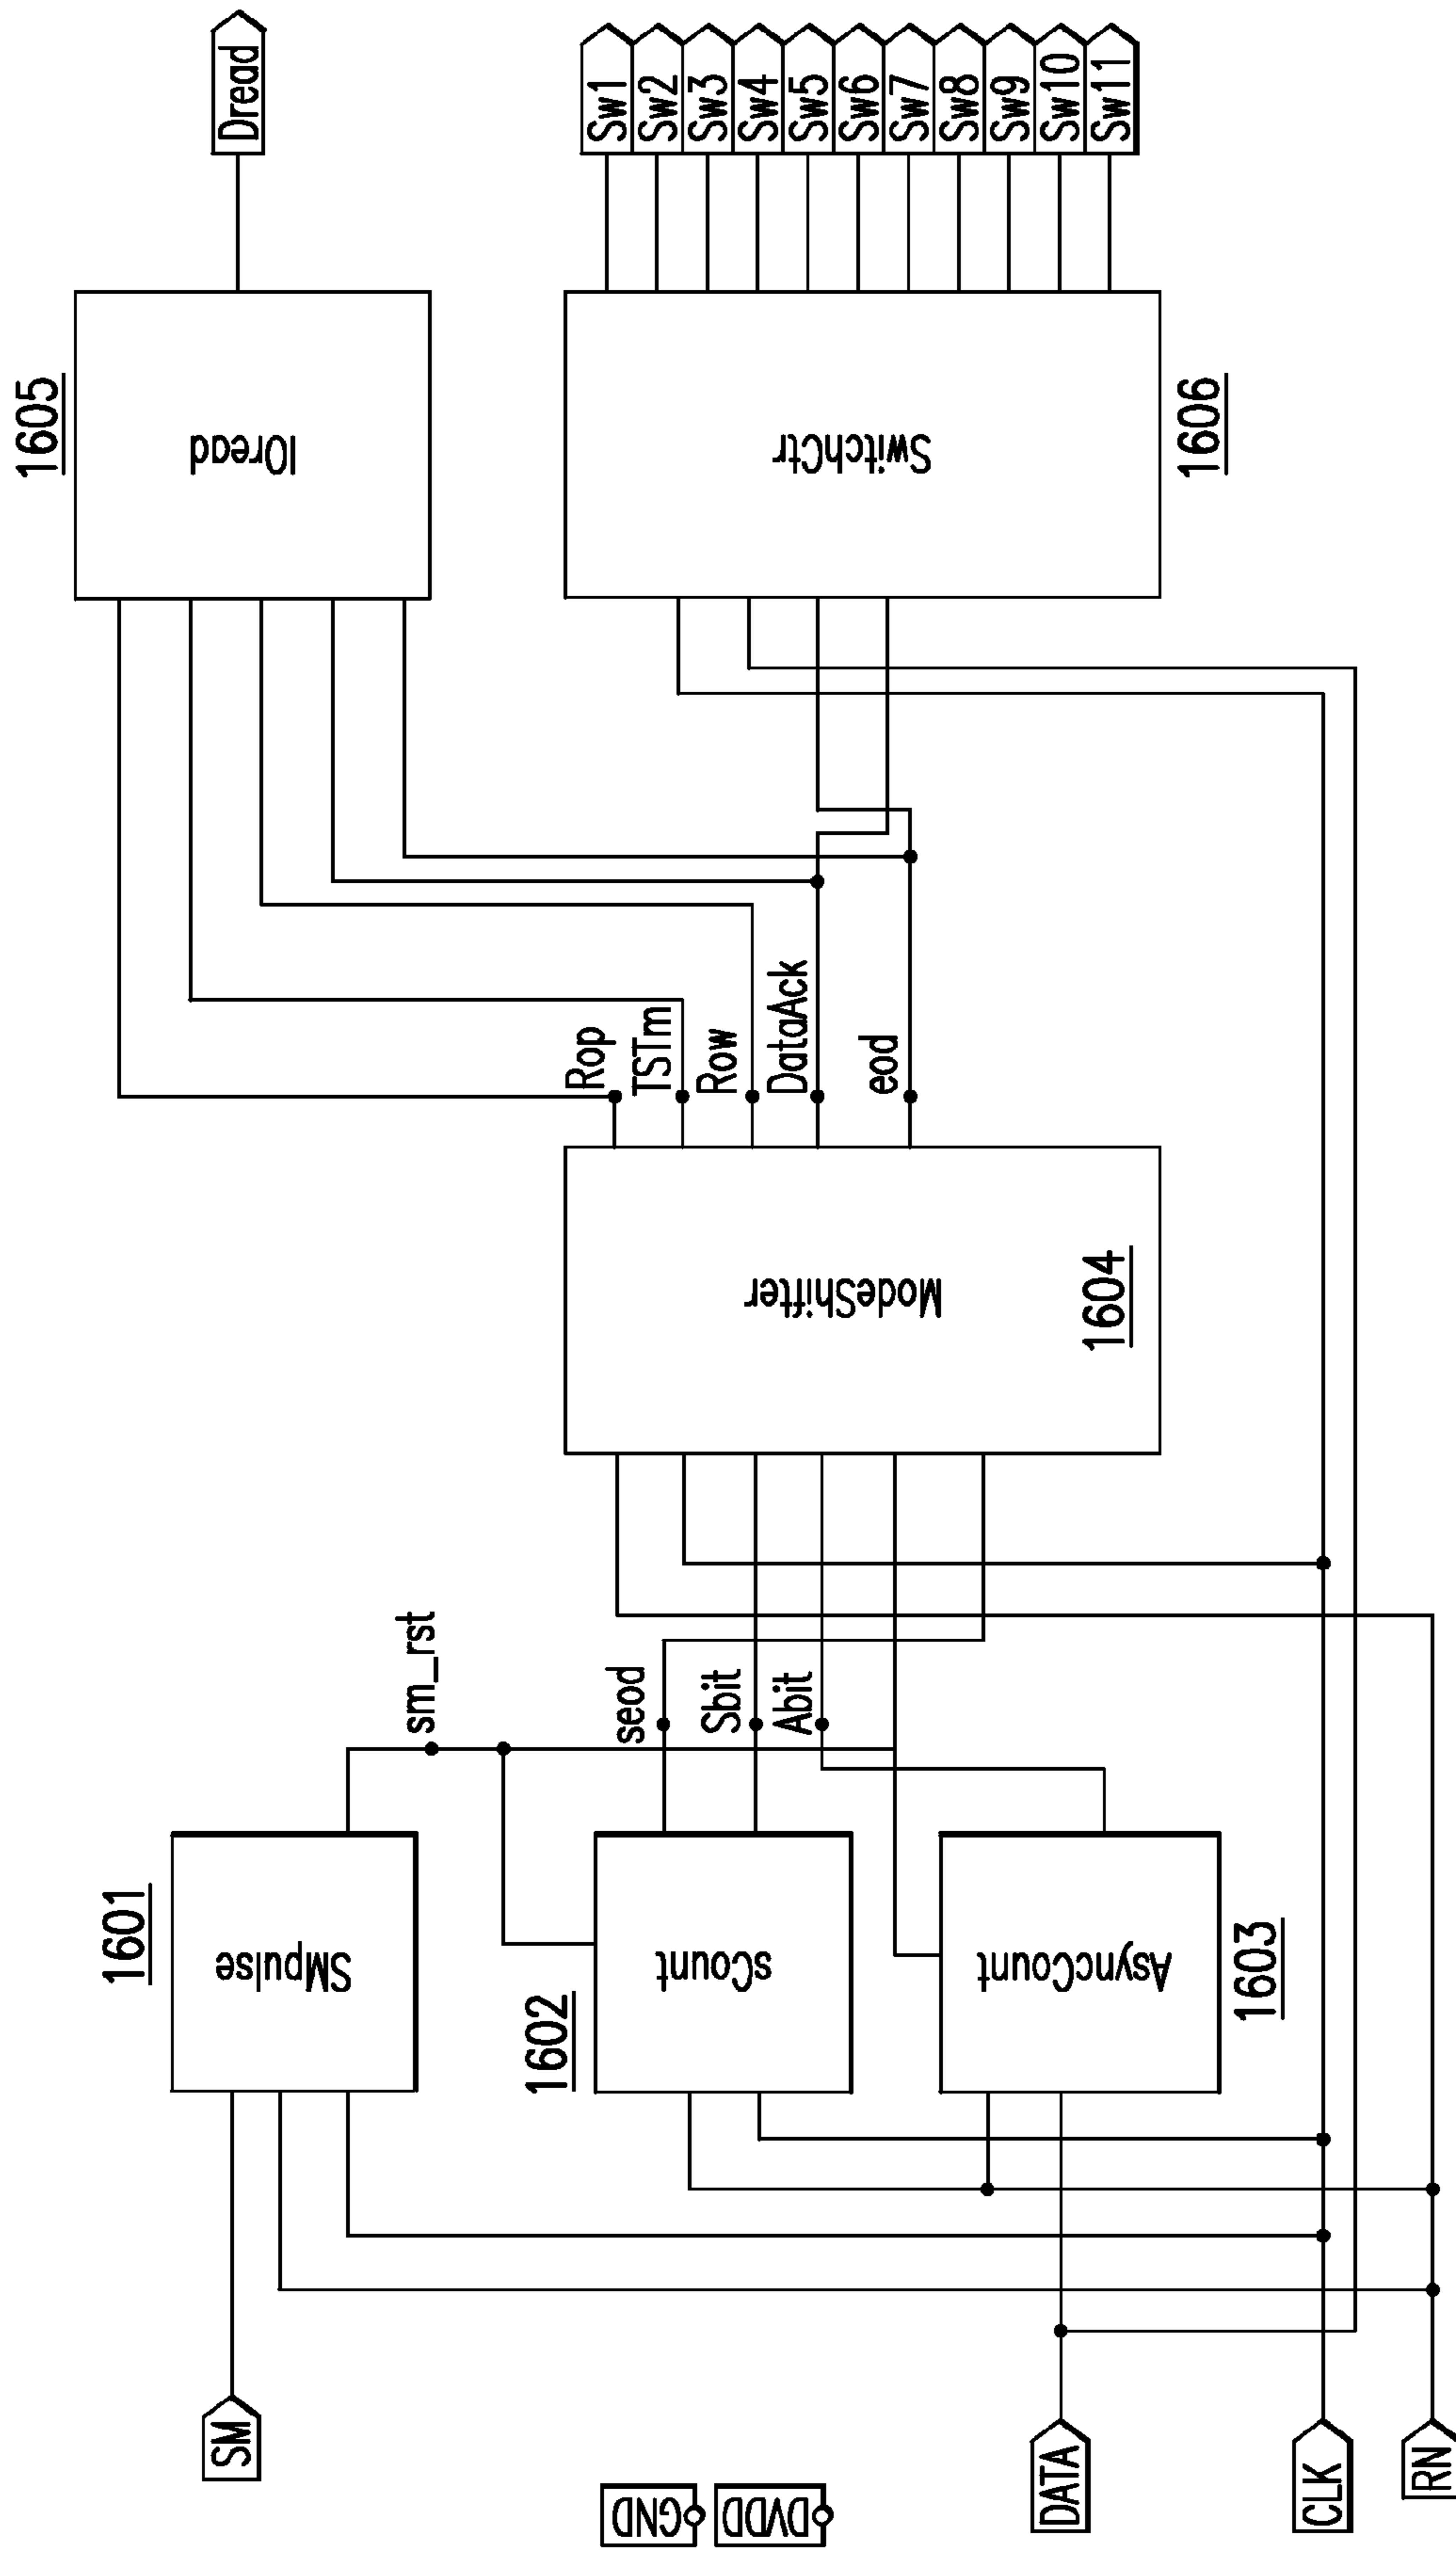 SM
GND
DVDD
DATA
CLK
RN
1601
SMpulse
1602
sCount
1603
AsyncCount
sm_rst
seod
Sbit
Abit
ModeShifter
1604
Rop
TSTm
Row
DataAck
eod
1605
IOread
SwitchCtr
1606
Dread
Sw1
Sw2
Sw3
Sw4
Sw5
Sw6
Sw7
Sw8
Sw9
Sw10
Sw11